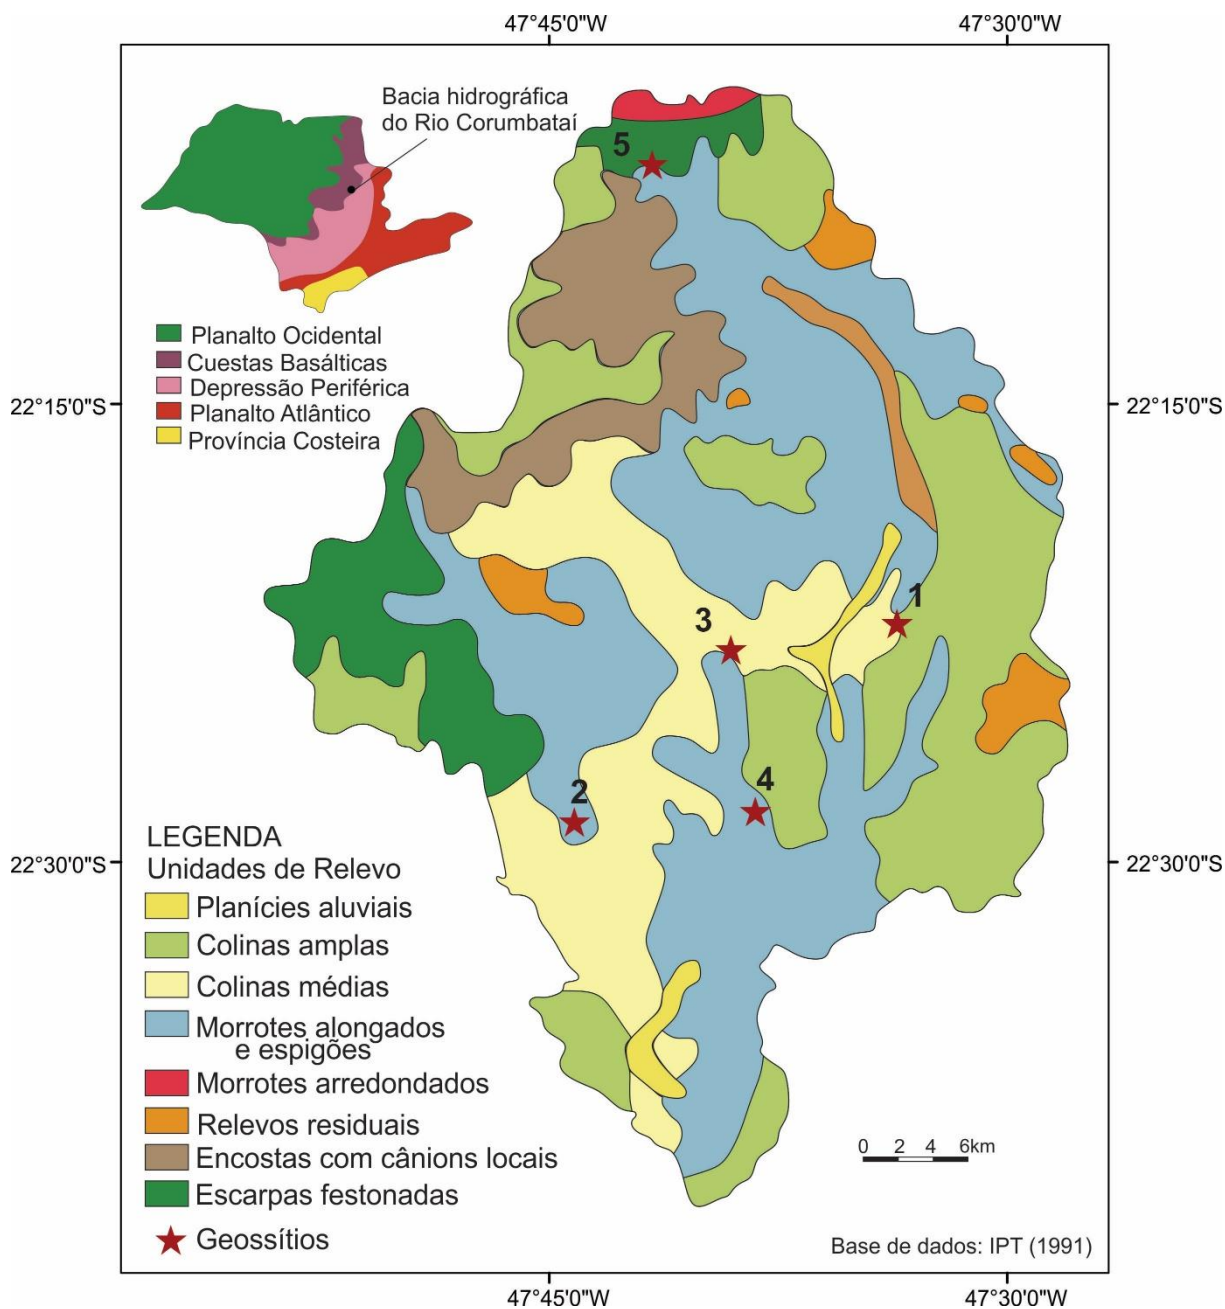 47°45'0"W
47°30'0"W
Bacia hidrográfica
do Rio Corumbataí
5
Planalto Ocidental
Cuestas Basálticas
Depressão Periférica
Planalto Atlântico
Província Costeira
22°15'0"S
22°15'0"S
1
3
2
4
22°30'0"S
22°30'0"S
LEGENDA
Unidades de Relevo
Planícies aluviais
Colinas amplas
Colinas médias
Morrotes alongados
e espigões
Morrotes arredondados
Relevos residuais
Encostas com cânions locais
Escarpas festonadas
Geossítios
0 2 4 6km
Base de dados: IPT (1991)
47°45'0"W
47°30'0"W